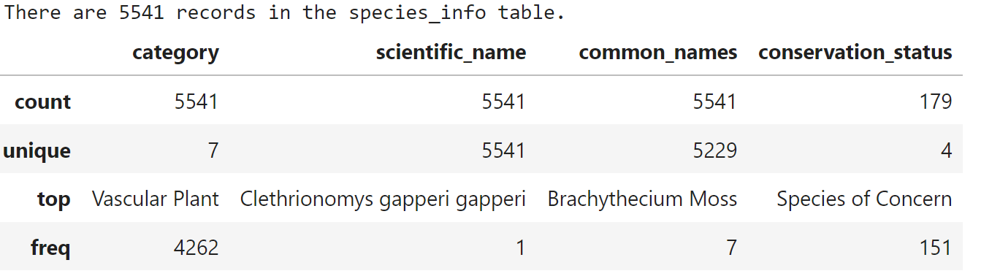 There are 5541 records in the species_info table.
category scientific_name common_names conservation_status
count 5541 5541 5541 179
unique 7 5541 5229 4
top Vascular Plant Clethrionomys gapperi gapperi Brachythecium Moss Species of Concern
freq 4262 1 7 151